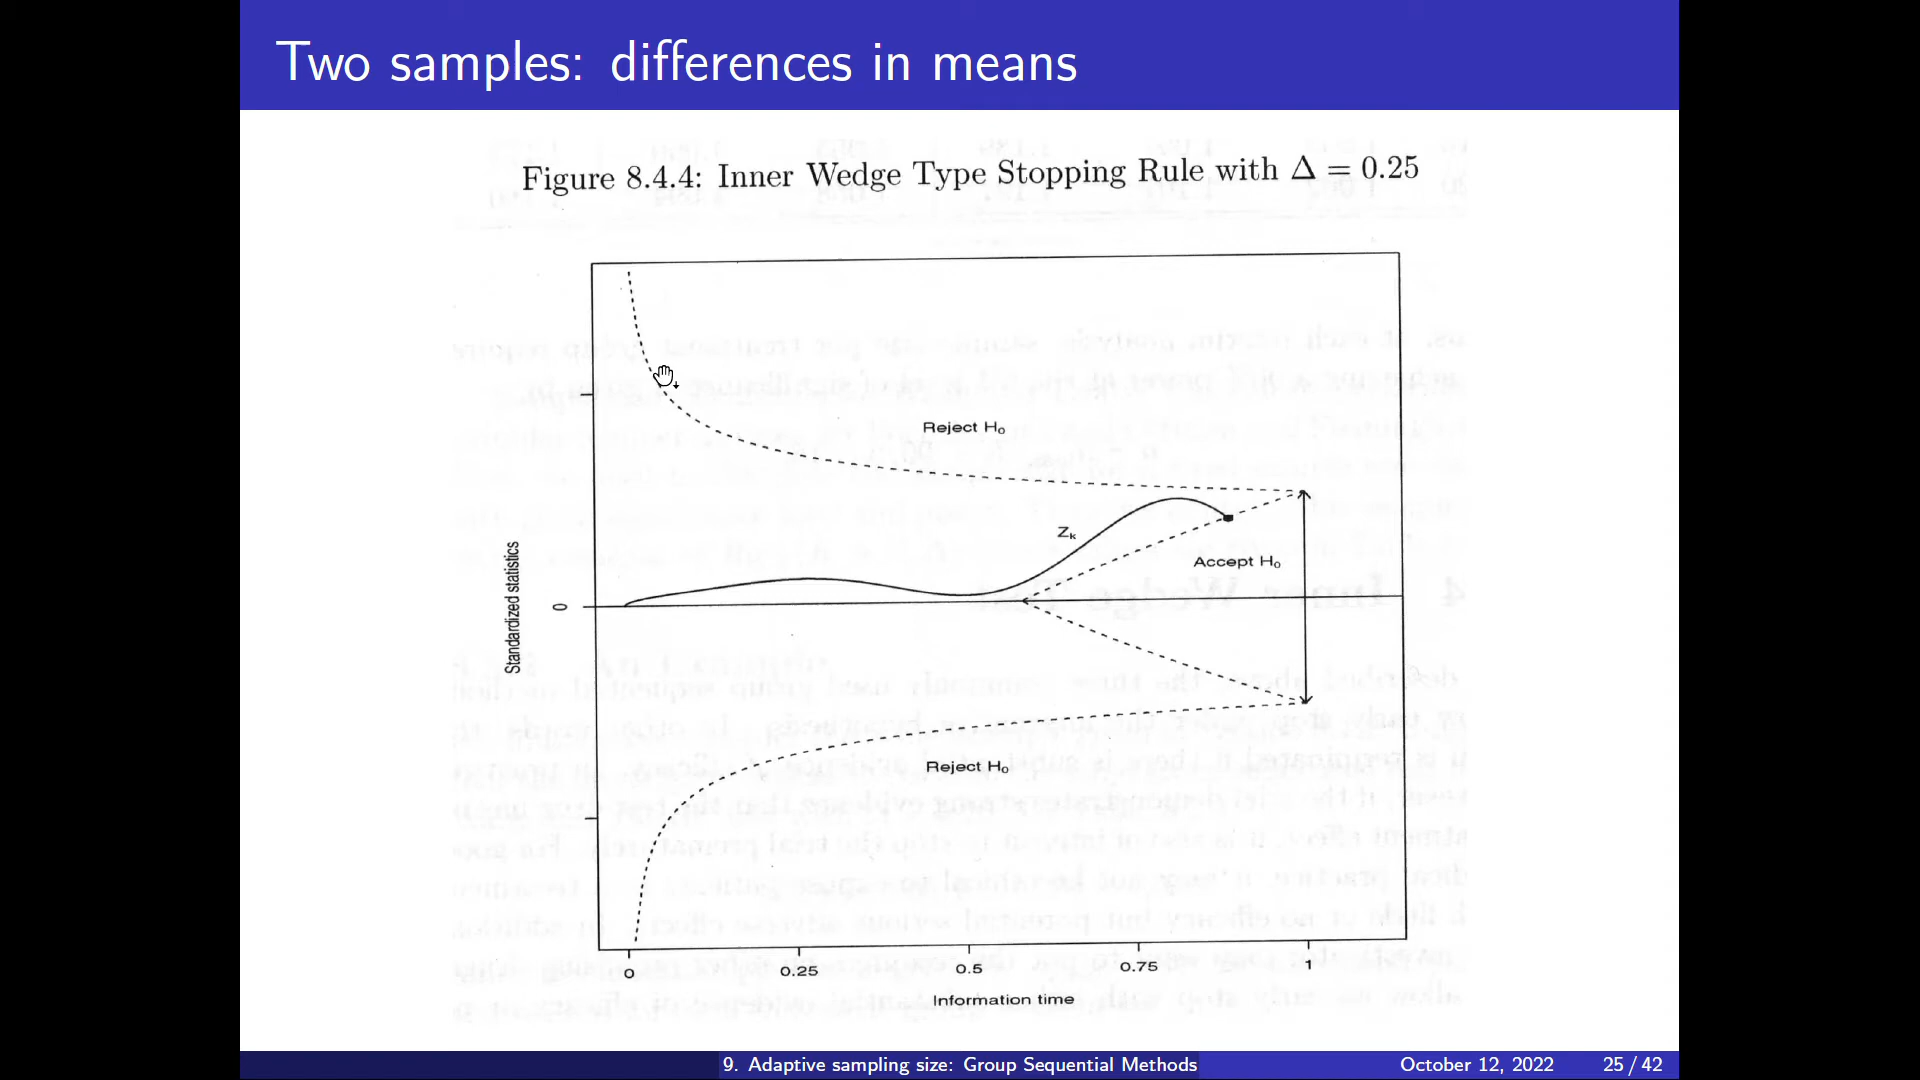 Two samples: differences in means
Figure 8.4.4: Inner Wedge Type Stopping Rule with Δ = 0.25
Reject H₀
Zₖ
Accept H₀
Standardized statistics
0
Reject H₀
0 0.25 0.5 0.75 1
Information time
9. Adaptive sampling size: Group Sequential Methods October 12, 2022 25 / 42